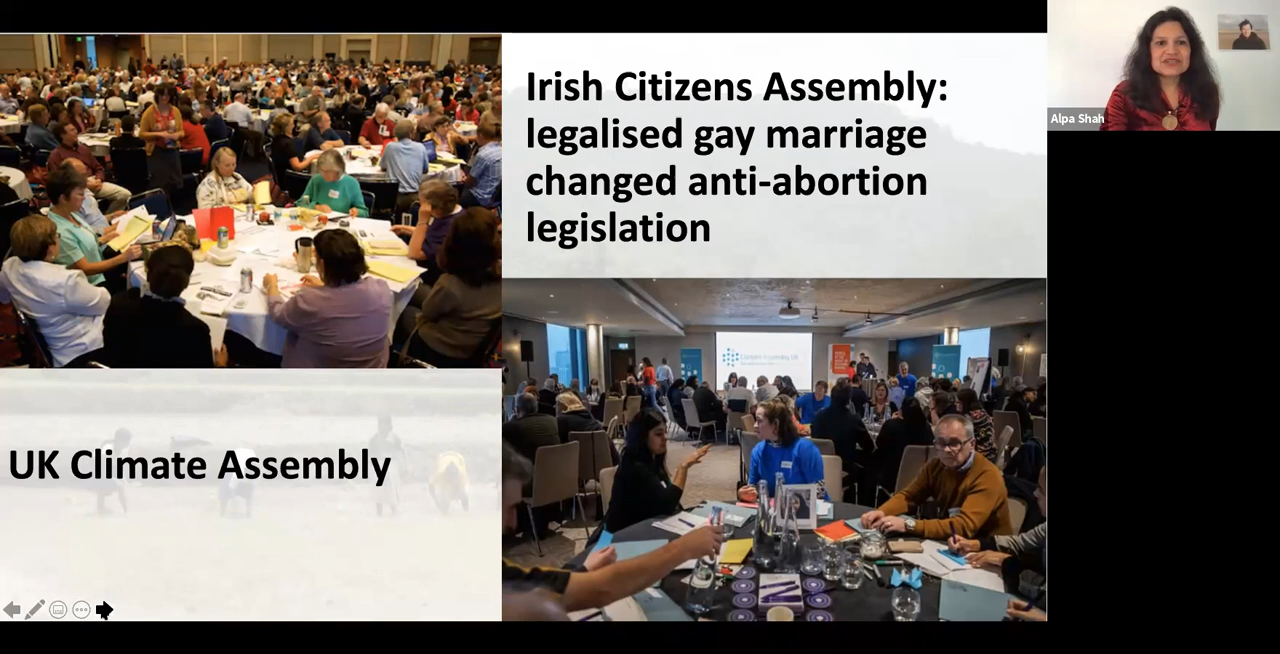 Irish Citizens Assembly:
legalised gay marriage
changed anti-abortion
legislation
Alpa Shah
UK Climate Assembly